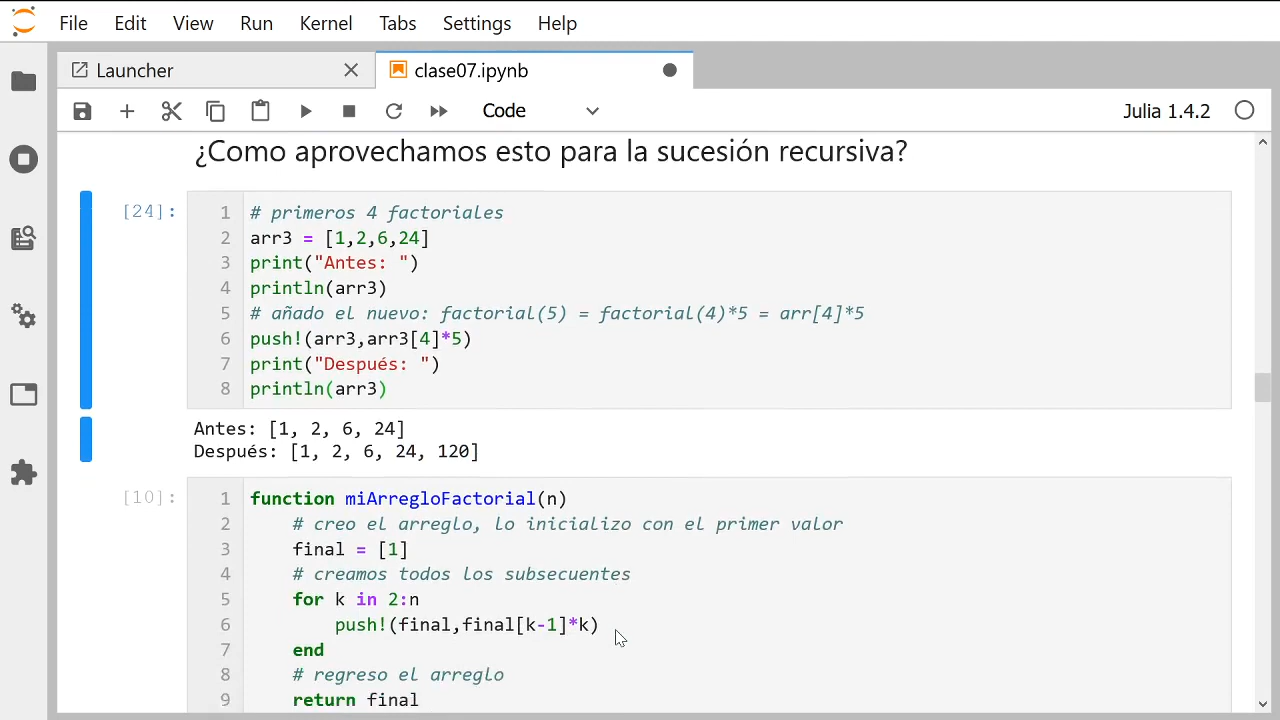 File Edit View Run Kernel Tabs Settings Help
Launcher
clase07.ipynb
Code
Julia 1.4.2
¿Como aprovechamos esto para la sucesión recursiva?
[24]:
1 # primeros 4 factoriales
2 arr3 = [1,2,6,24]
3 print("Antes: ")
4 println(arr3)
5 # añado el nuevo: factorial(5) = factorial(4)*5 = arr[4]*5
6 push!(arr3,arr3[4]*5)
7 print("Después: ")
8 println(arr3)
Antes: [1, 2, 6, 24]
Después: [1, 2, 6, 24, 120]
[10]:
1 function miArregloFactorial(n)
2 # creo el arreglo, lo inicializo con el primer valor
3 final = [1]
4 # creamos todos los subsecuentes
5 for k in 2:n
6 push!(final,final[k-1]*k)
7 end
8 # regreso el arreglo
9 return final